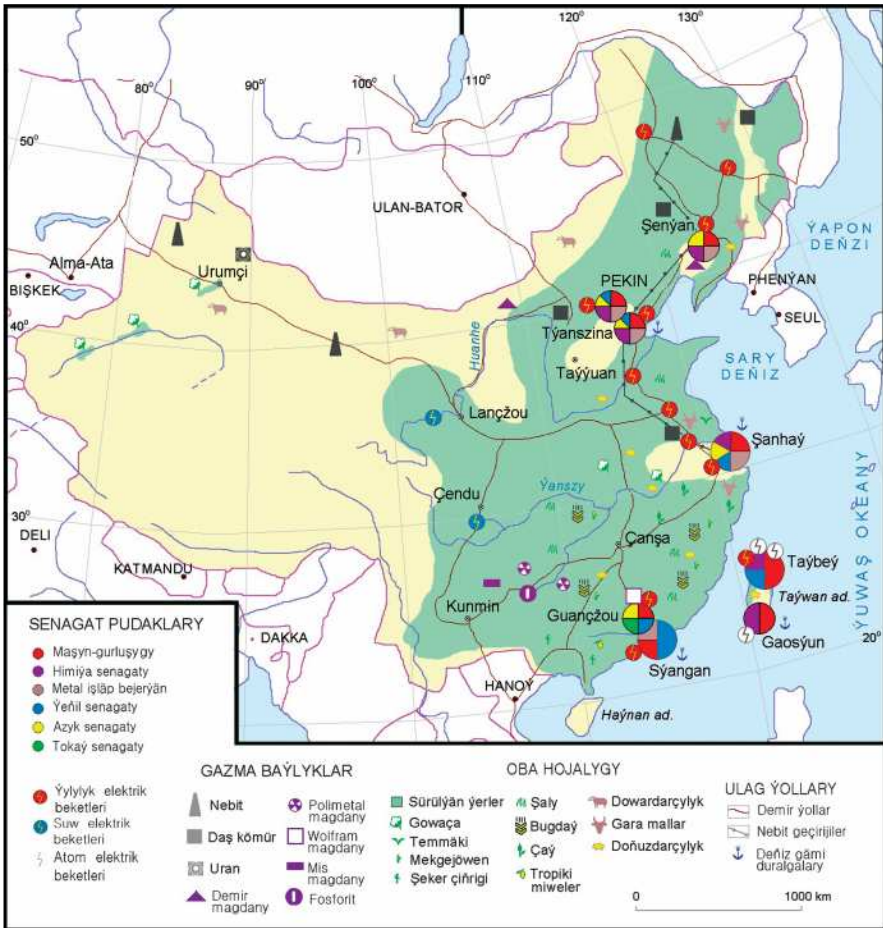 120°
130°
80°
90°
100°
110°
50°
ULAN-BATOR
Şenýan
ÝAPON
DEŇZI
Alma-Ata
Urumçi
BIŞKEK
PEKIN
PHENÝAN
40°
Týanszina
SEUL
Huanhe
Taýýuan
SARY
DEŇIZ
Lançžou
Şanhaý
Çendu
Ýanszy
30°
DELI
Çanşa
ÝUWAŞ OKEANY
KATMANDU
Taýbeý
Taýwan ad.
Kunmin
Guançžou
DAKKA
Gaosýun
20°
Sýangan
HANOÝ
Haýnan ad.
SENAGAT PUDAKLARY
Maşyn-gurluşygy
Himiýa senagaty
Metal işläp bejerýän
Ýeňil senagaty
Azyk senagaty
Tokaý senagaty
Ýylylyk elektrik
beketleri
Suw elektrik
beketleri
Atom elektrik
beketleri
GAZMA BAÝLYKLAR
Nebit
Daş kömür
Uran
Demir
magdany
Polimetal
magdany
Wolfram
magdany
Mis
magdany
Fosforit
OBA HOJALYGY
Sürülýän ýerler
Gowaça
Temmäki
Mekgejöwen
Şeker çiňrigi
Şaly
Bugdaý
Çaý
Tropiki
miweler
Dowardarçylyk
Gara mallar
Doňuzdarçylyk
ULAG ÝOLLARY
Demir ýollar
Nebit geçirijiler
Deňiz gämi
duralgalary
0 1000 km